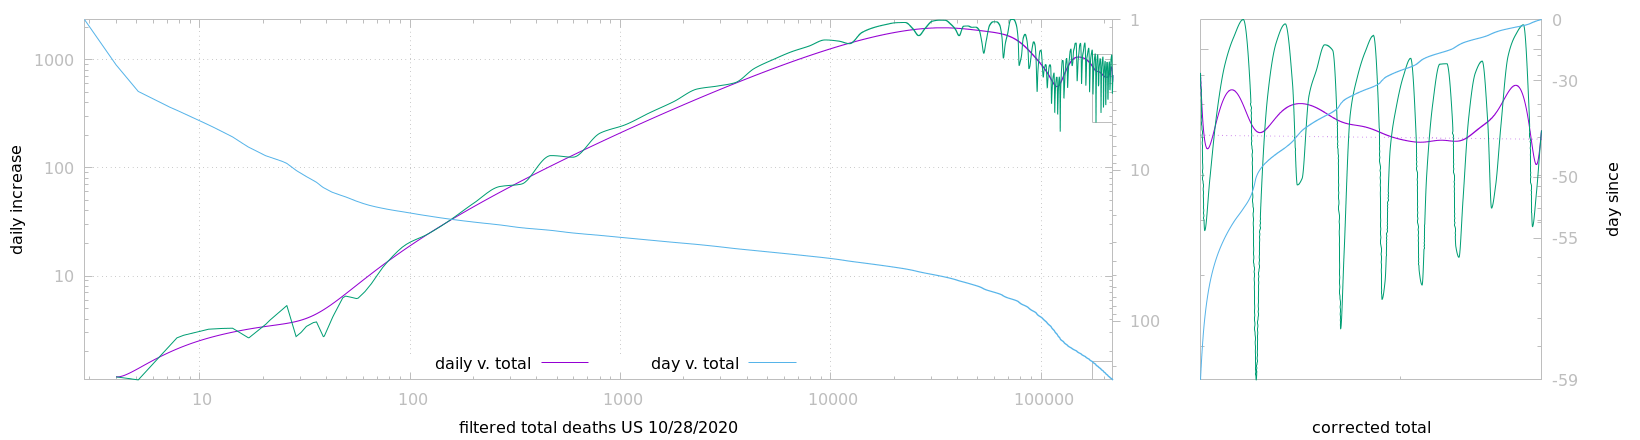 daily increase
1000
100
10
10
100
1000
10000
100000
1
10
100
daily v. total
day v. total
filtered total deaths US 10/28/2020
0
-30
-50
-55
-59
day since
corrected total